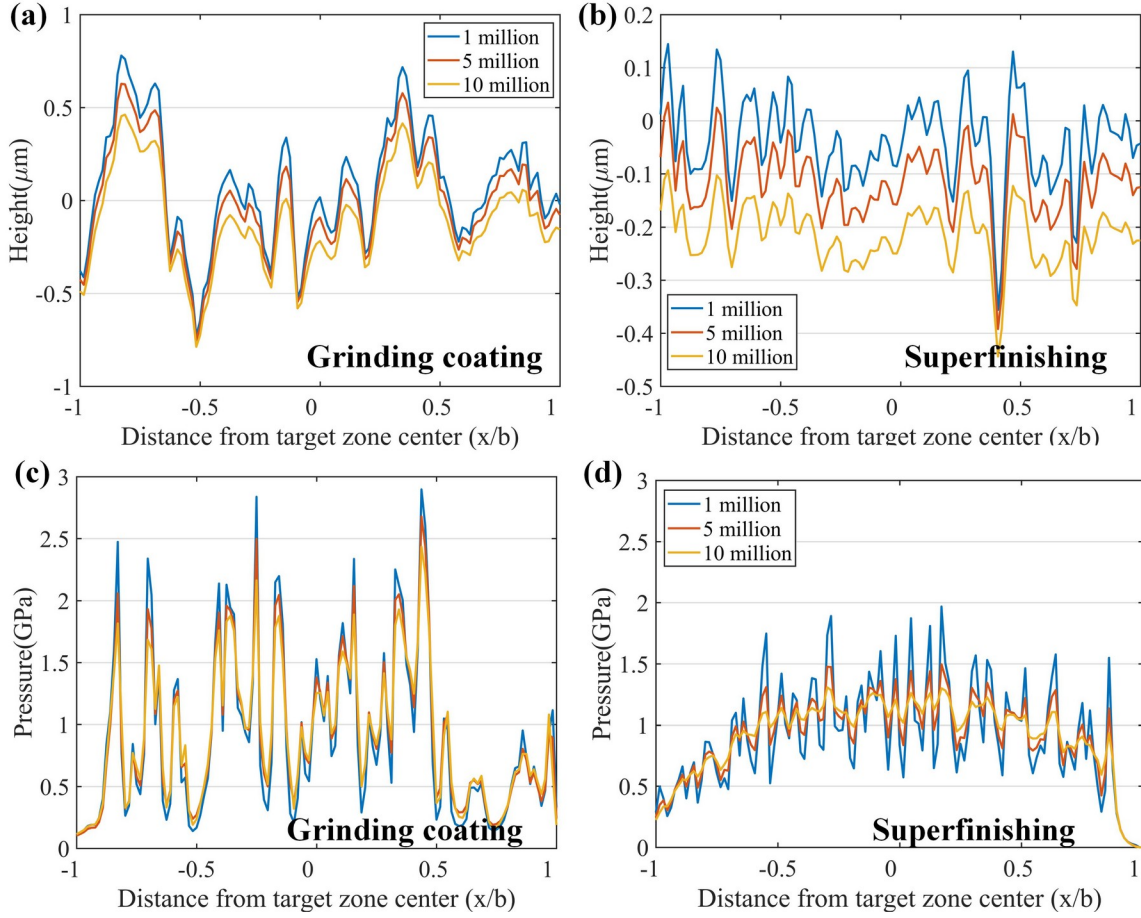 (a)
1
0.5
0
-0.5
-1
Height(μm)
1 million
5 million
10 million
Grinding coating
-1
-0.5
0
0.5
1
Distance from target zone center (x/b)
(b)
0.2
0.1
0
-0.1
-0.2
-0.3
-0.4
-0.5
Height(μm)
1 million
5 million
10 million
Superfinishing
-1
-0.5
0
0.5
1
Distance from target zone center (x/b)
(c)
3
2.5
2
1.5
1
0.5
0
Pressure(GPa)
Grinding coating
-1
-0.5
0
0.5
1
Distance from target zone center (x/b)
(d)
3
2.5
2
1.5
1
0.5
0
Pressure(GPa)
1 million
5 million
10 million
Superfinishing
-1
-0.5
0
0.5
1
Distance from target zone center (x/b)